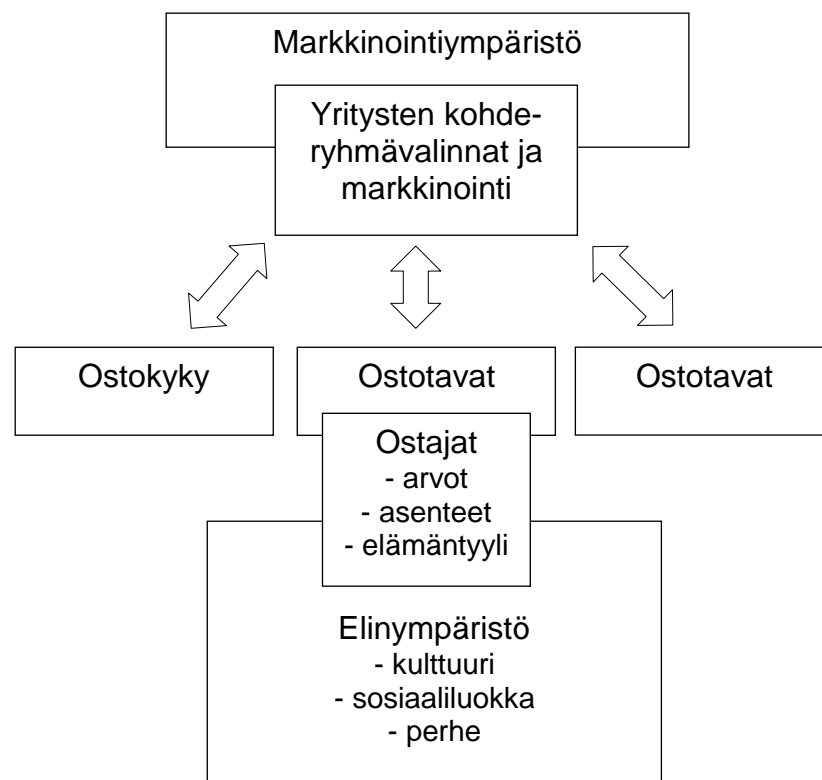 Markkinointiympäristö
Yritysten kohde-
ryhmävalinnat ja
markkinointi
Ostokyky
Ostotavat
Ostotavat
Ostajat
- arvot
- asenteet
- elämäntyyli
Elinympäristö
- kulttuuri
- sosiaaliluokka
- perhe